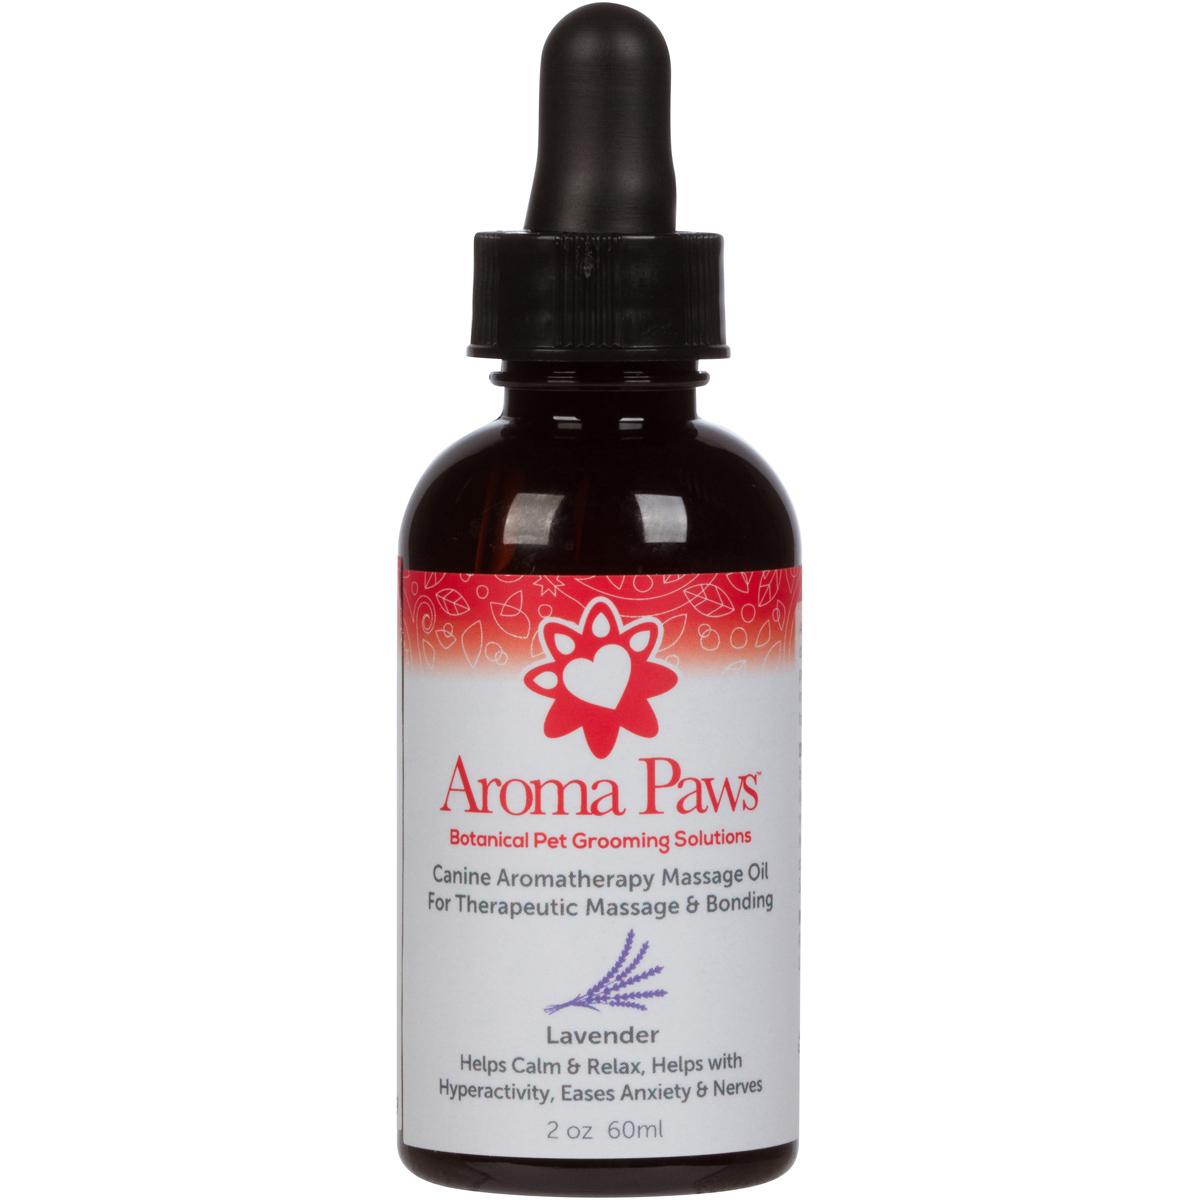 Aroma Paws™
Botanical Pet Grooming Solutions
Canine Aromatherapy Massage Oil
For Therapeutic Massage & Bonding
Lavender
Helps Calm & Relax, Helps with
Hyperactivity, Eases Anxiety & Nerves
2 oz 60ml